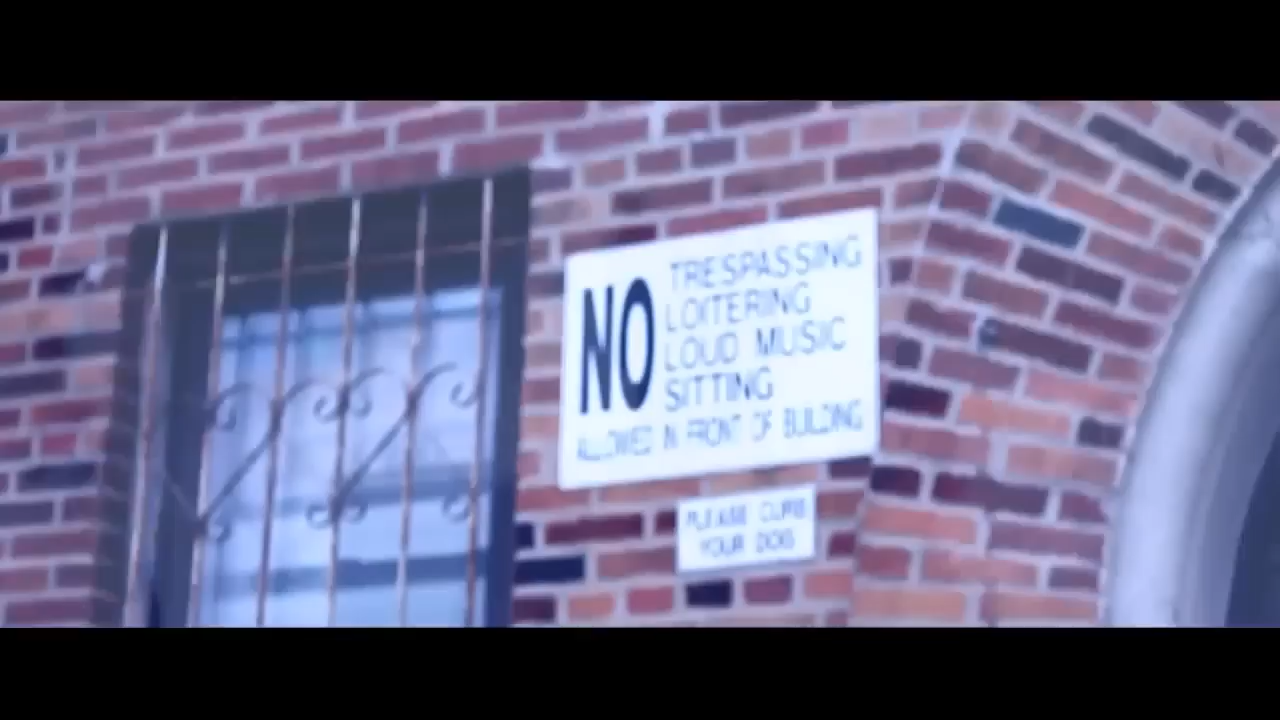 NO
TRESPASSING
LOITERING
LOUD MUSIC
SITTING
ALLOWED IN FRONT OF BUILDING
PLEASE CURB
YOUR DOG